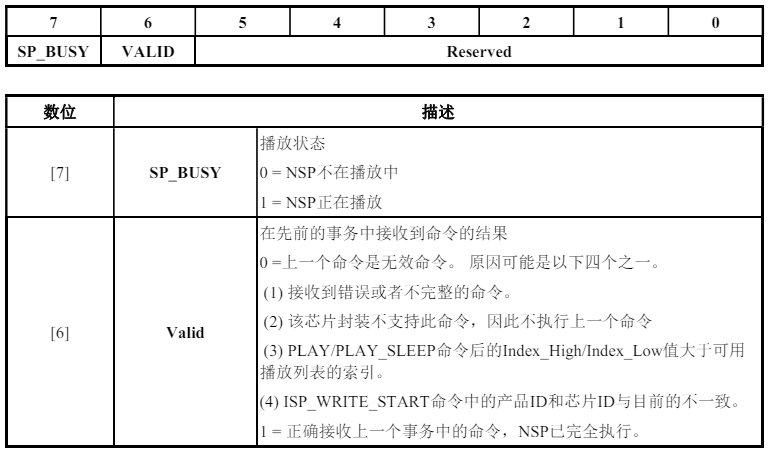 7 6 5 4 3 2 1 0
SP_BUSY VALID Reserved
数位 描述
[7] SP_BUSY
播放状态
0 = NSP不在播放中
1 = NSP正在播放
[6] Valid
在先前的事务中接收到命令的结果
0 =上一个命令是无效命令。 原因可能是以下四个之一。
(1) 接收到错误或者不完整的命令。
(2) 该芯片封装不支持此命令，因此不执行上一个命令
(3) PLAY/PLAY_SLEEP命令后的Index_High/Index_Low值大于可用
播放列表的索引。
(4) ISP_WRITE_START命令中的产品ID和芯片ID与目前的不一致。
1 = 正确接收上一个事务中的命令，NSP已完全执行。